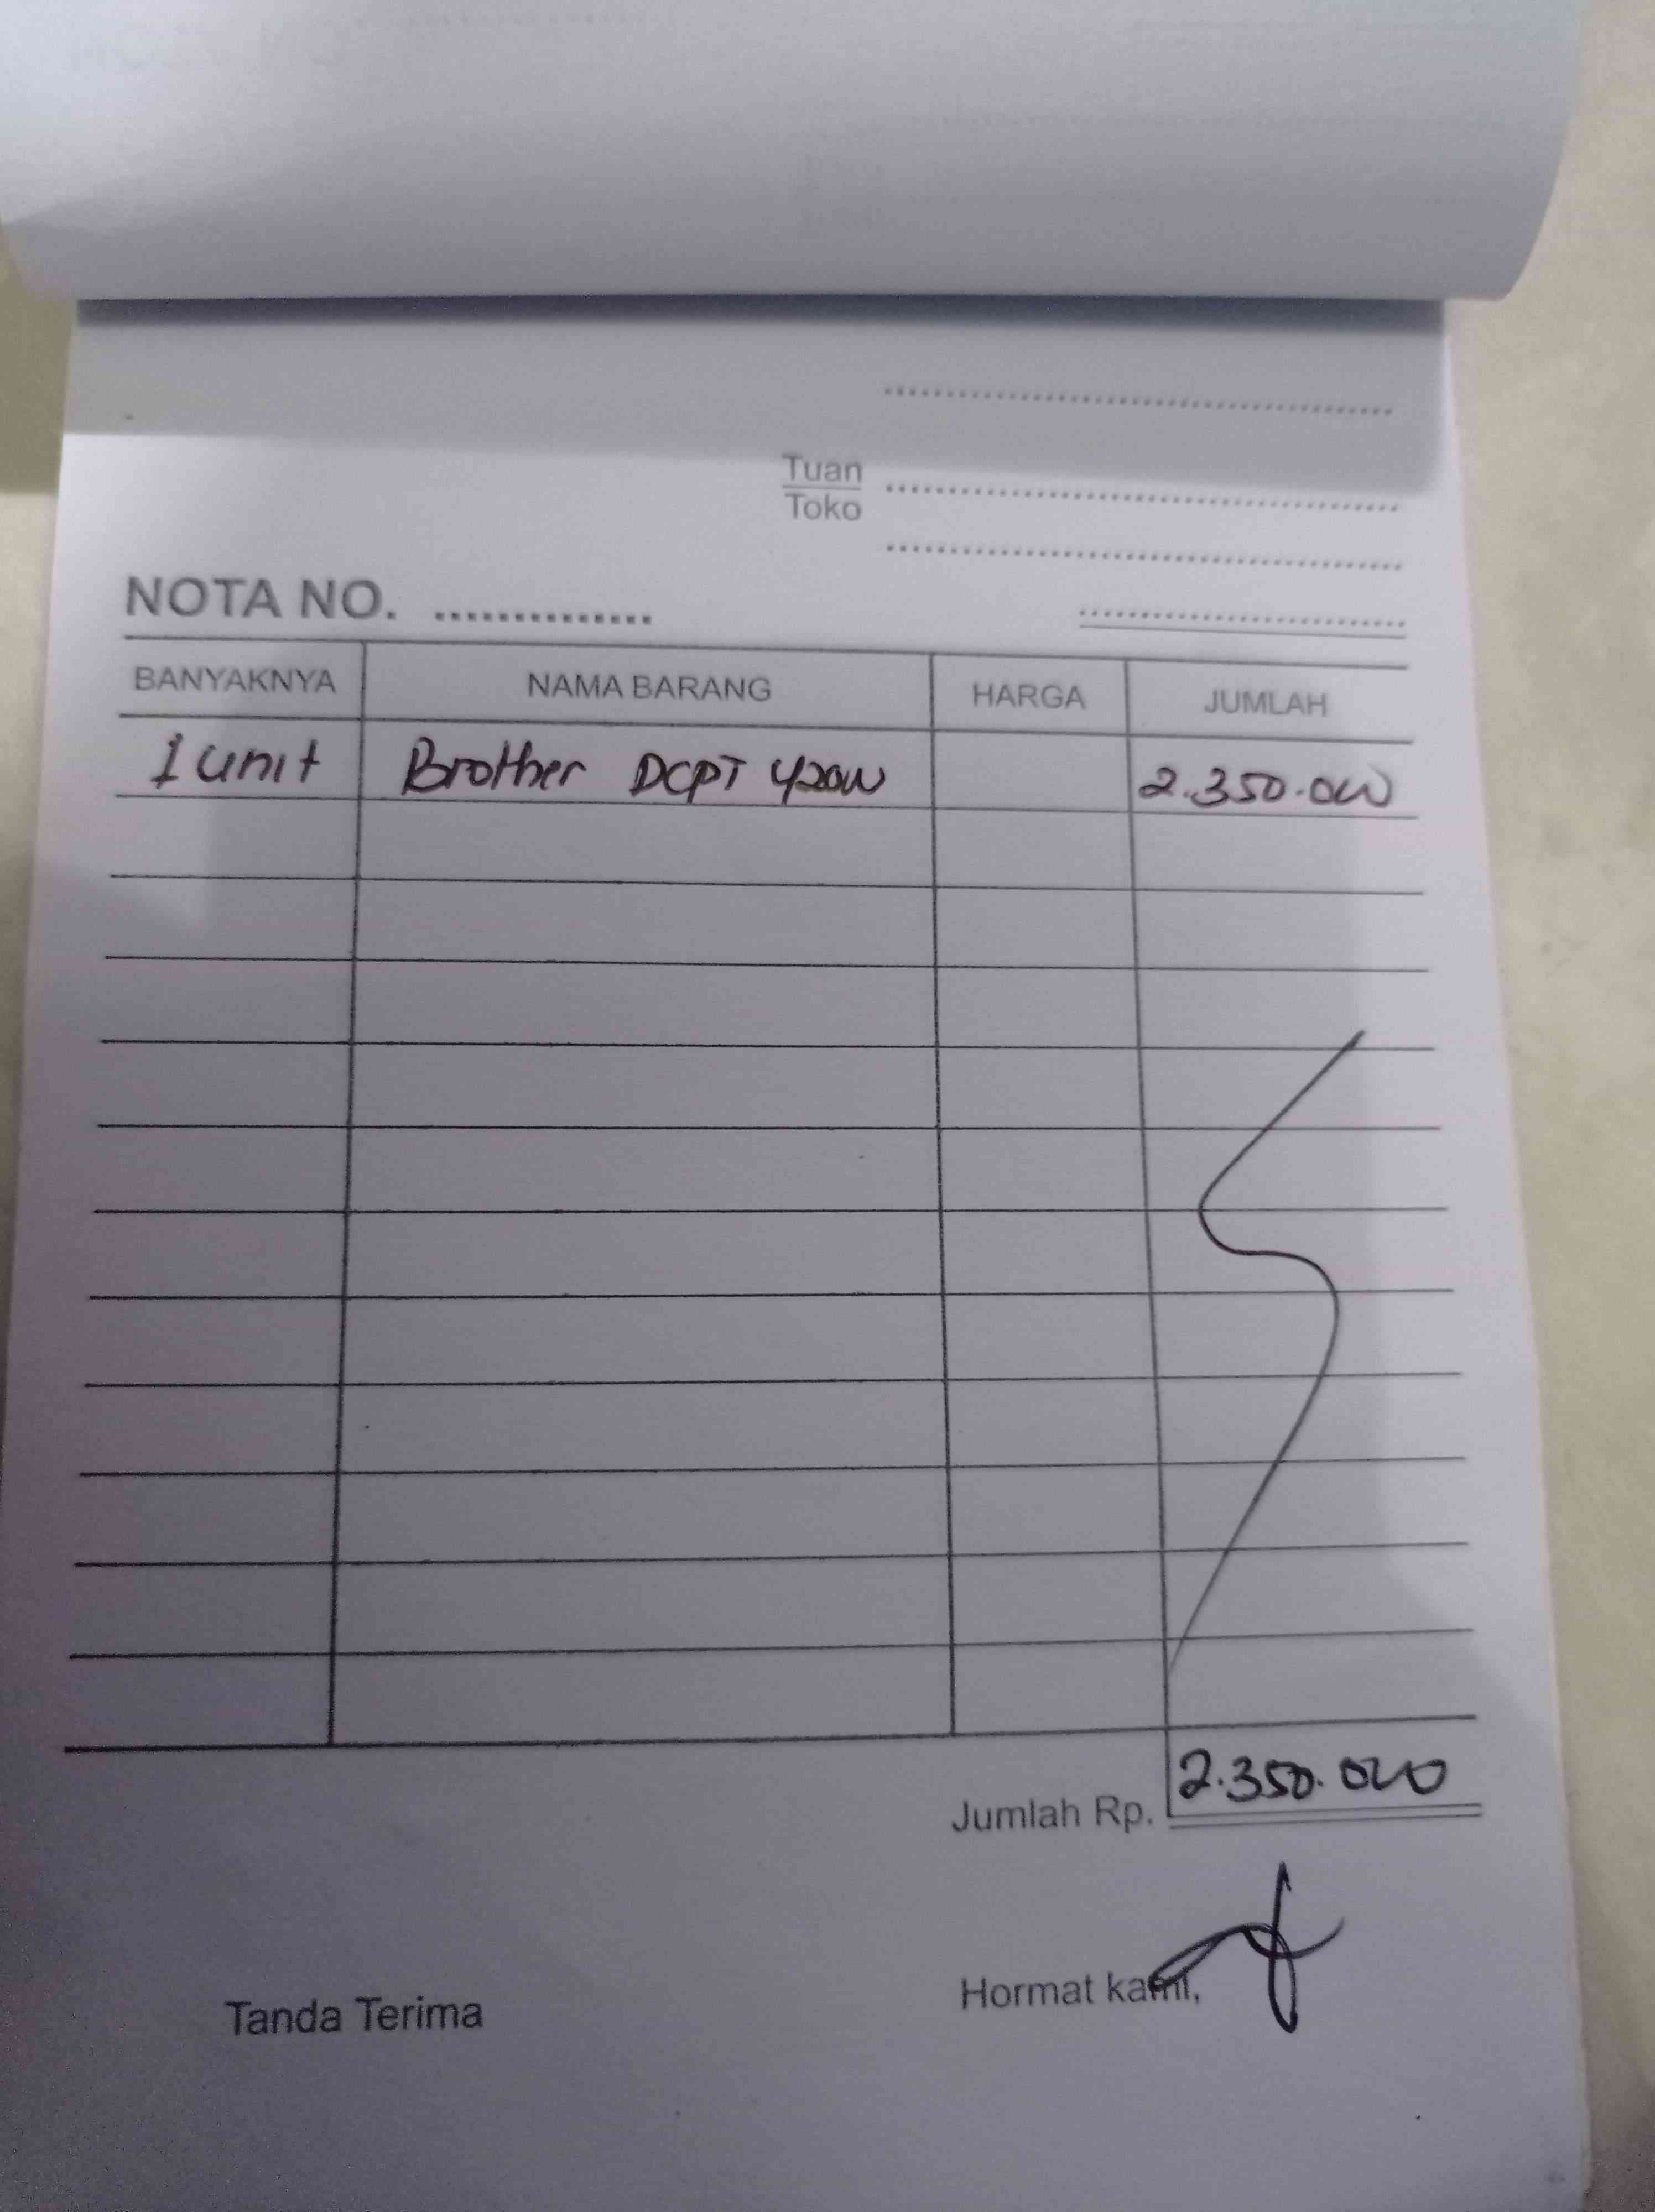 Tuan
Toko
NOTA NO. ..............
BANYAKNYA NAMA BARANG HARGA JUMLAH
1 unit Brother DCPT 420W 2.350.000
Jumlah Rp. 2.350.000
Tanda Terima Hormat kami,